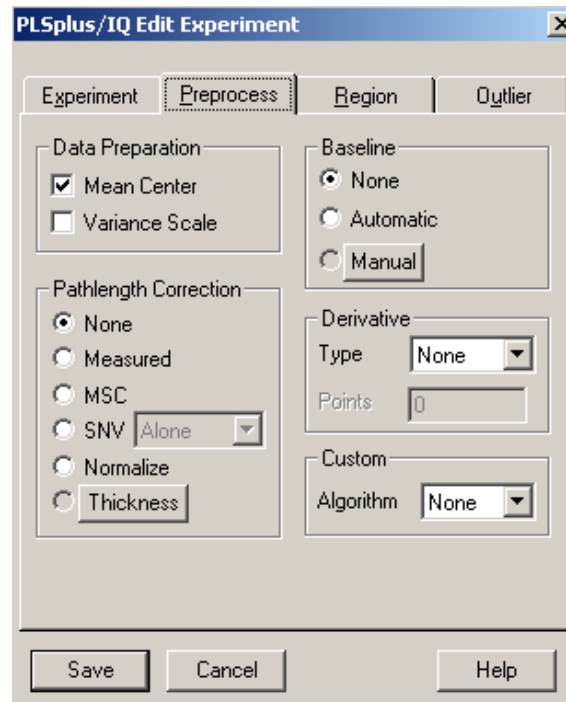 PLSplus/IQ Edit Experiment
Experiment
Preprocess
Region
Outlier
Data Preparation
Mean Center
Variance Scale
Pathlength Correction
None
Measured
MSC
SNV Alone
Normalize
Thickness
Baseline
None
Automatic
Manual
Derivative
Type None
Points 0
Custom
Algorithm None
Save
Cancel
Help